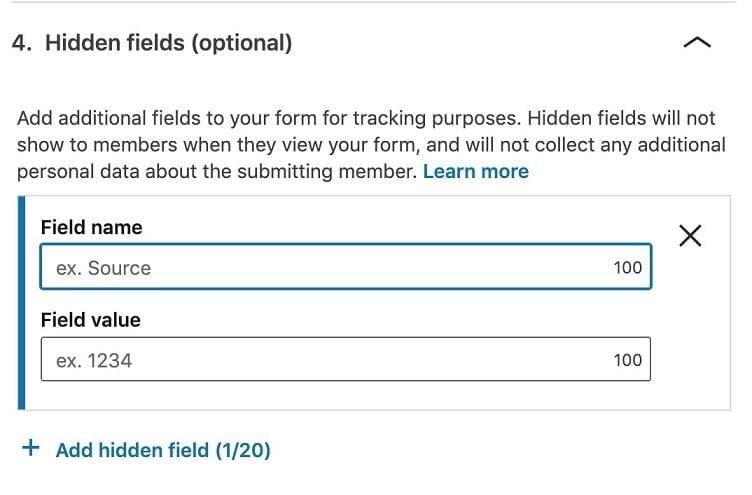 4. Hidden fields (optional)
Add additional fields to your form for tracking purposes. Hidden fields will not
show to members when they view your form, and will not collect any additional
personal data about the submitting member. Learn more
Field name
ex. Source 100
Field value
ex. 1234 100
+ Add hidden field (1/20)